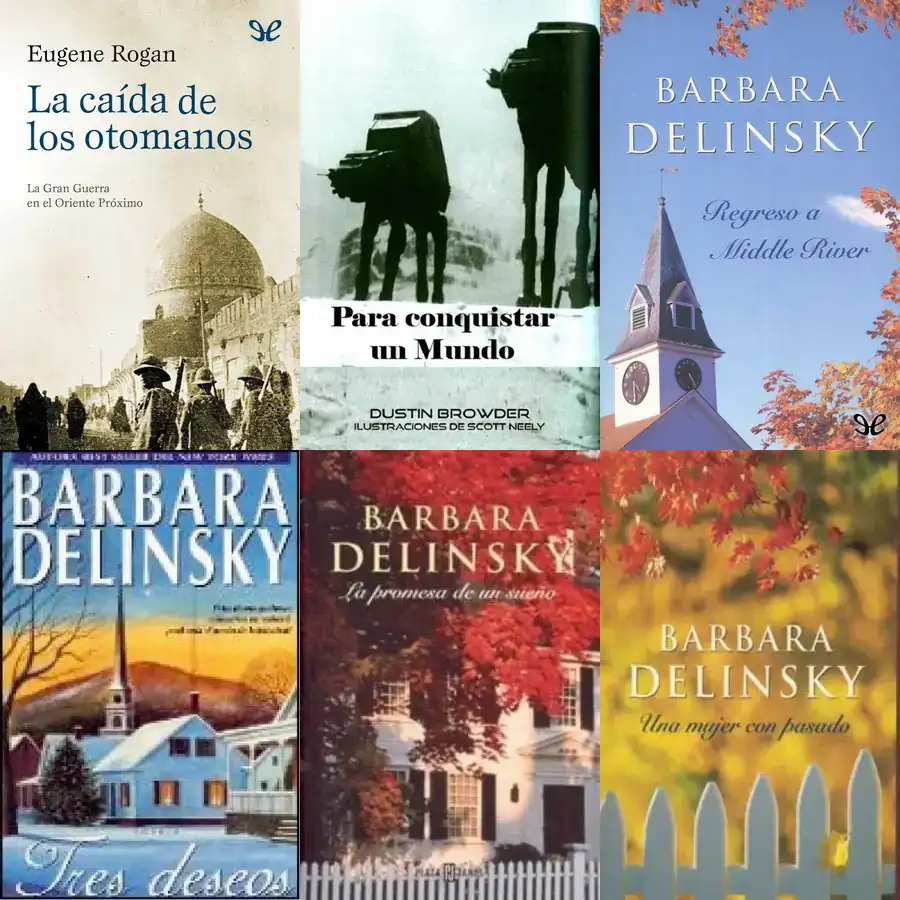 Eugene Rogan
La caída de
los otomanos
La Gran Guerra
en el Oriente Próximo
Para conquistar
un Mundo
DUSTIN BROWDER
ILUSTRACIONES DE SCOTT NEELY
BARBARA
DELINSKY
Regreso a
Middle River
BARBARA
DELINSKY
Tres deseos
BARBARA
DELINSKY
La promesa de un sueño
PLAZA JANÉS
BARBARA
DELINSKY
Una mujer con pasado